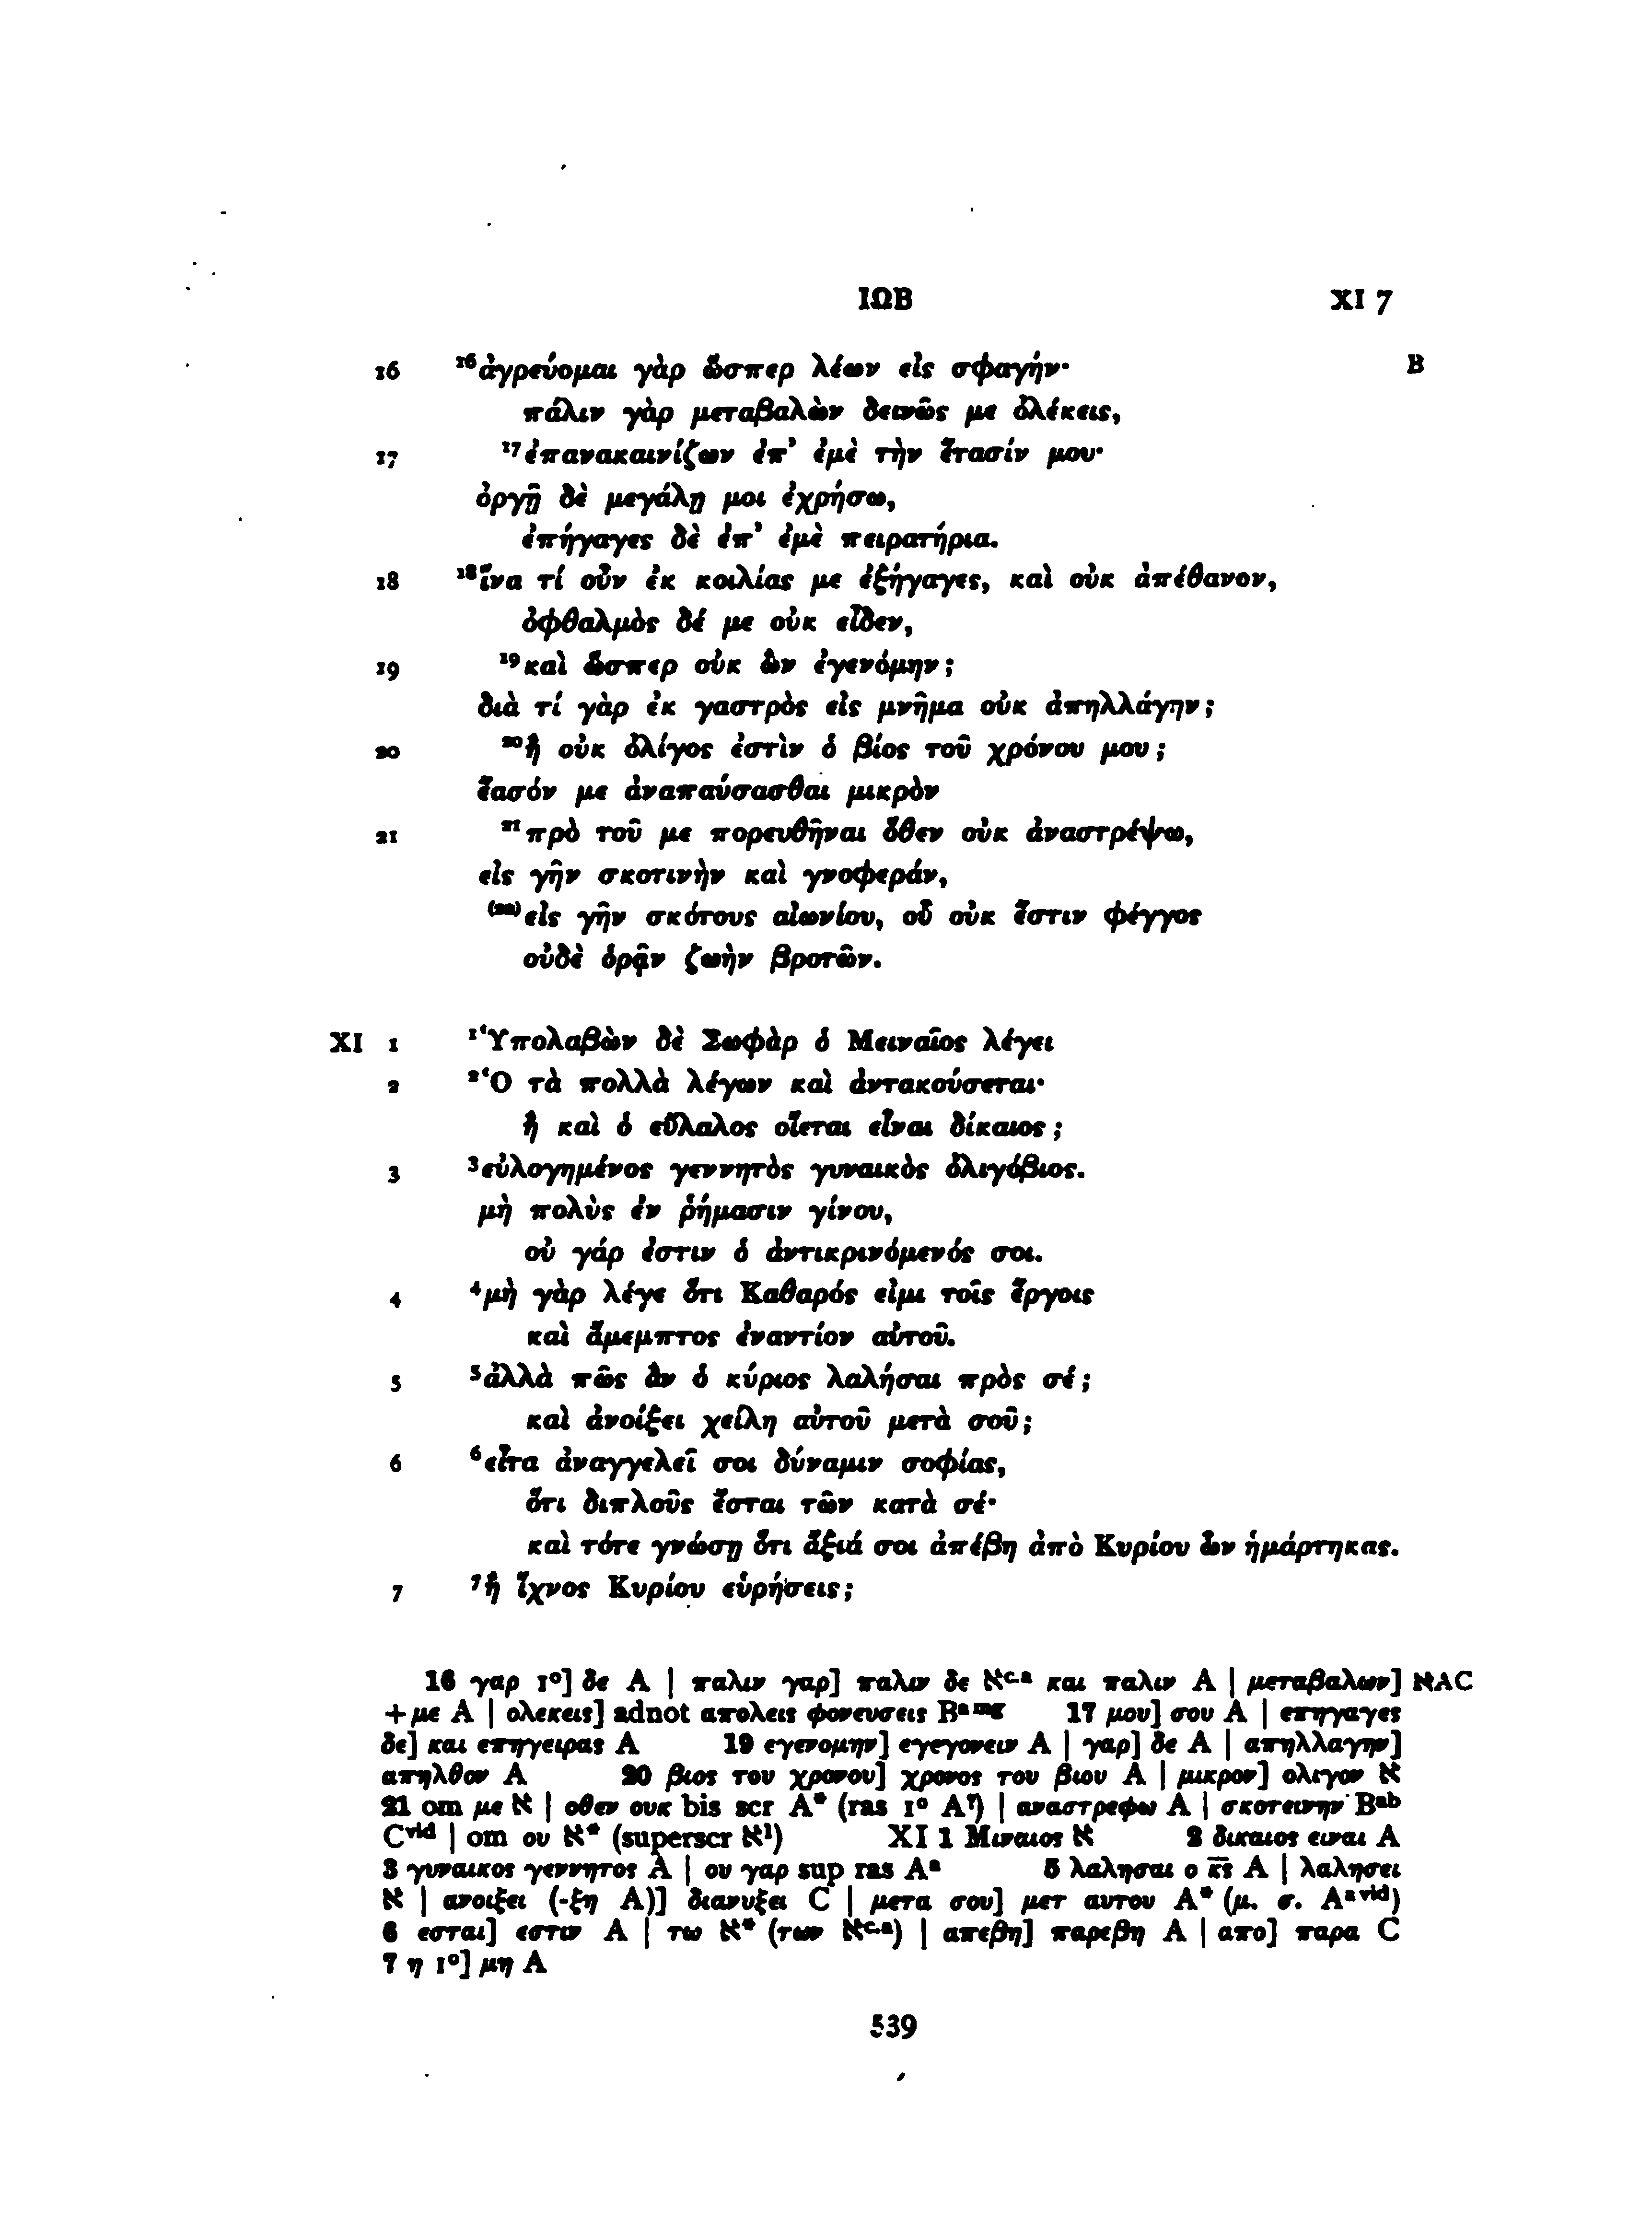 ΙΩΒ XI 7
16 ¹⁶ἀγρεύομαι γὰρ ὥσπερ λέων εἰς σφαγήν· B
πάλιν γὰρ μεταβαλὼν δεινῶς με ὀλέκεις,
17 ¹⁷ἐπανακαινίζων ἐπ’ ἐμὲ τὴν ἔτασίν μου·
ὀργῇ δὲ μεγάλῃ μοι ἐχρήσω,
ἐπήγαγες δὲ ἐπ’ ἐμὲ πειρατήρια.
18 ¹⁸ἵνα τί οὖν ἐκ κοιλίας με ἐξήγαγες, καὶ οὐκ ἀπέθανον,
ὀφθαλμὸς δέ με οὐκ εἶδεν,
19 ¹⁹καὶ ὥσπερ οὐκ ὢν ἐγενόμην;
διὰ τί γὰρ ἐκ γαστρὸς εἰς μνῆμα οὐκ ἀπηλλάγην;
20 ²⁰ἢ οὐκ ὀλίγος ἐστὶν ὁ βίος τοῦ χρόνου μου;
ἔασόν με ἀναπαύσασθαι μικρὸν
21 ²¹πρὸ τοῦ με πορευθῆναι ὅθεν οὐκ ἀναστρέψω,
εἰς γῆν σκοτινὴν καὶ γνοφεράν,
⁽²²⁾εἰς γῆν σκότους αἰωνίου, οὗ οὐκ ἔστιν φέγγος
οὐδὲ ὁρᾷν ζωὴν βροτῶν.
XI 1 ¹Ὑπολαβὼν δὲ Σωφὰρ ὁ Μειναῖος λέγει
2 ²Ὁ τὰ πολλὰ λέγων καὶ ἀντακούσεται·
ἢ καὶ ὁ εὔλαλος οἴεται εἶναι δίκαιος;
3 ³εὐλογημένος γεννητὸς γυναικὸς ὀλιγόβιος.
μὴ πολὺς ἐν ῥήμασιν γίνου,
οὐ γάρ ἐστιν ὁ ἀντικρινόμενός σοι.
4 ⁴μὴ γὰρ λέγε ὅτι Καθαρός εἰμι τοῖς ἔργοις
καὶ ἄμεμπτος ἐναντίον αὐτοῦ.
5 ⁵ἀλλὰ πῶς ἂν ὁ κύριος λαλήσαι πρὸς σέ;
καὶ ἀνοίξει χείλη αὐτοῦ μετὰ σοῦ;
6 ⁶εἶτα ἀναγγελεῖ σοι δύναμιν σοφίας,
ὅτι διπλοῦς ἔσται τῶν κατὰ σέ·
καὶ τότε γνώσῃ ὅτι ἄξιά σοι ἀπέβη ἀπὸ Κυρίου ὧν ἡμάρτηκας.
7 ⁷ἢ ἴχνος Κυρίου εὑρήσεις;
16 γαρ 1º] δε A | παλιν γαρ] παλιν δε ℵᶜ·ᵃ και παλιν A | μεταβαλων] ℵAC
+με A | ολεκεις] adnot απολεις φονευσεις Bᵃ ᵐᵍ 17 μου] σου A | επηγαγες
δε] και επηγειρας A 19 εγενομην] εγεγονειν A | γαρ] δε A | απηλλαγην]
απηλθον A 20 βιος του χρονου] χρονος του βιου A | μικρον] ολιγον ℵ
21 om με ℵ | οθεν ουκ bis scr A* (ras 1º Aʳ) | αναστρεφω A | σκοτεινην Bᵃᵇ
Cᵛⁱᵈ | om ου ℵ* (superscr ℵ¹) XI 1 Μιναιος ℵ 2 δικαιος ειναι A
3 γυναικος γεννητος A | ου γαρ sup ras Aᵃ 5 λαλησαι ο κ̅ς̅ A | λαλησει
ℵ | ανοιξει (-ξη A)] διανυξει C | μετα σου] μετ αυτου A* (μ. σ. Aᵃ ᵛⁱᵈ)
6 εσται] εστιν A | τω ℵ* (των ℵᶜ·ᵃ) | απεβη] παρεβη A | απο] παρα C
7 η 1º] μη A
539